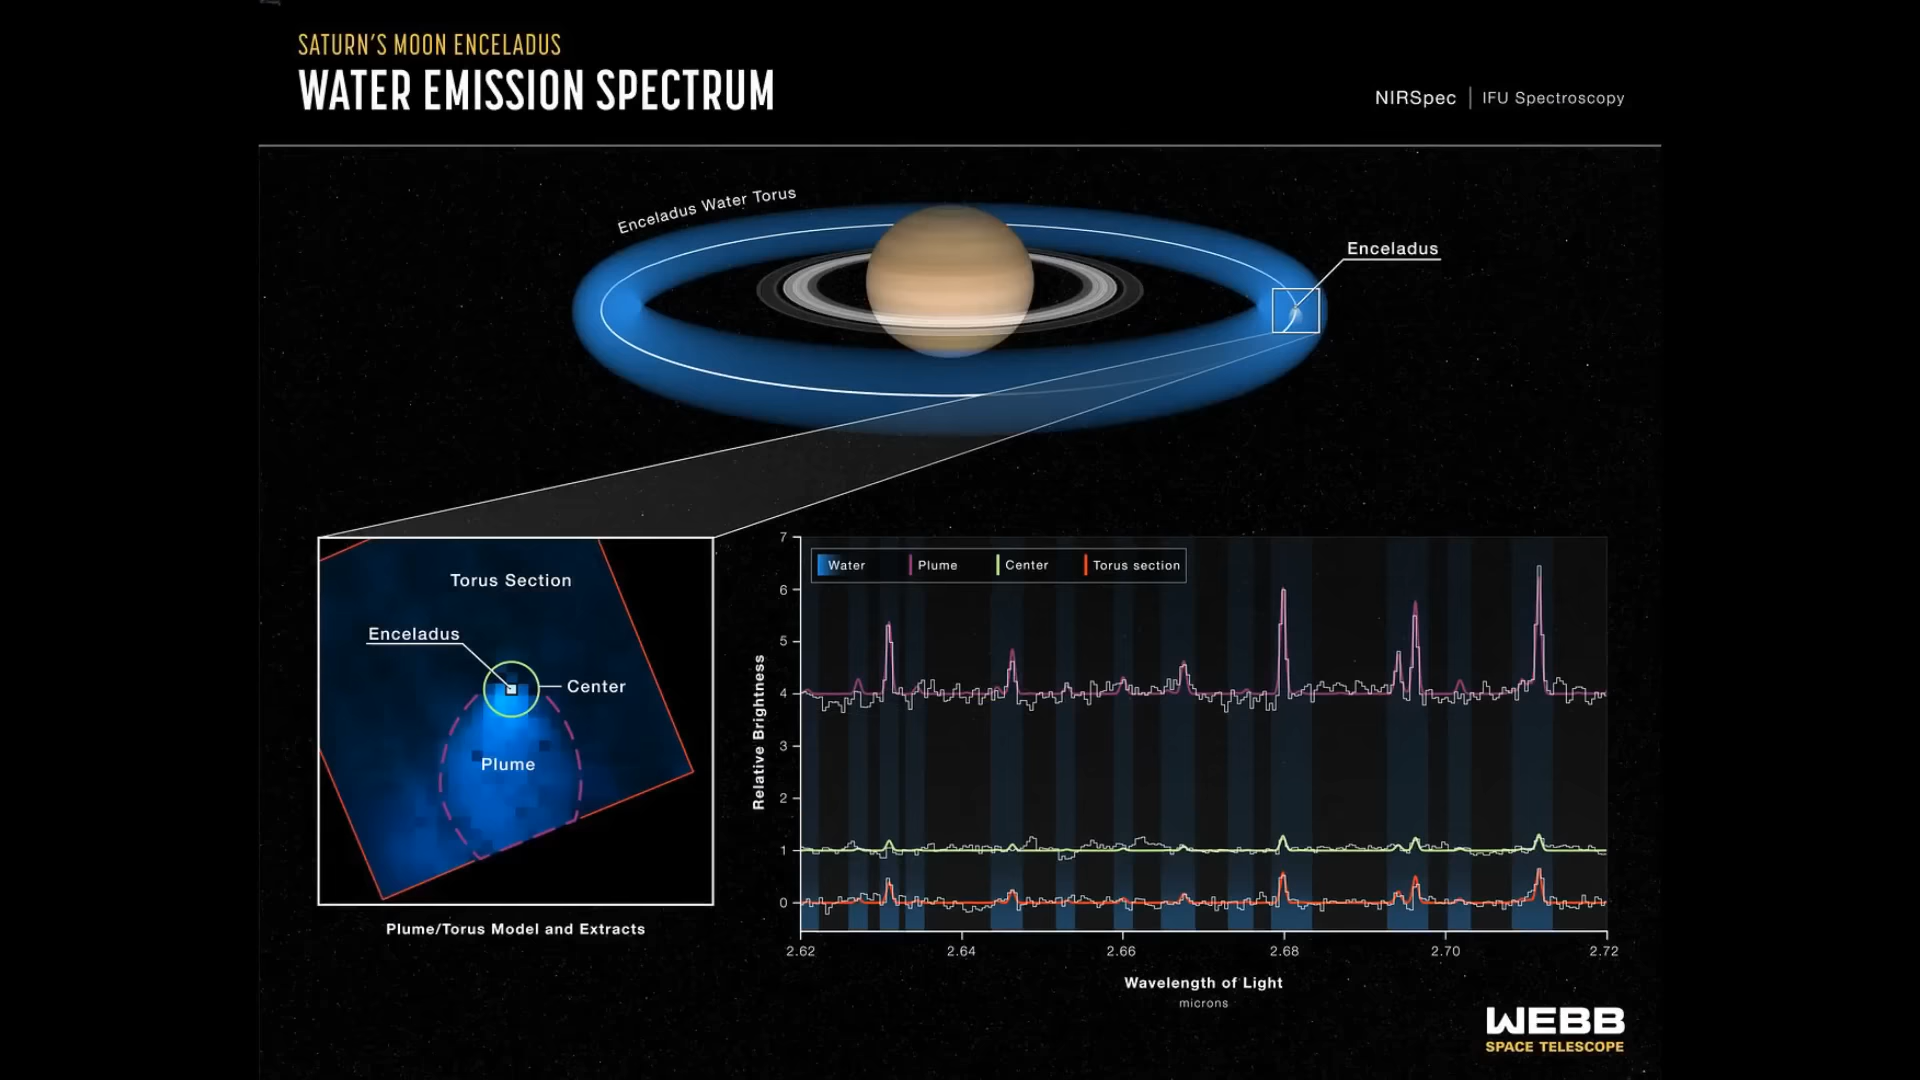 SATURN'S MOON ENCELADUS
WATER EMISSION SPECTRUM
NIRSpec | IFU Spectroscopy
Enceladus Water Torus
Enceladus
Torus Section
Enceladus
Center
Plume
Plume/Torus Model and Extracts
Water Plume Center Torus section
7
6
5
4
3
2
1
0
Relative Brightness
2.62 2.64 2.66 2.68 2.70 2.72
Wavelength of Light
microns
WEBB
SPACE TELESCOPE